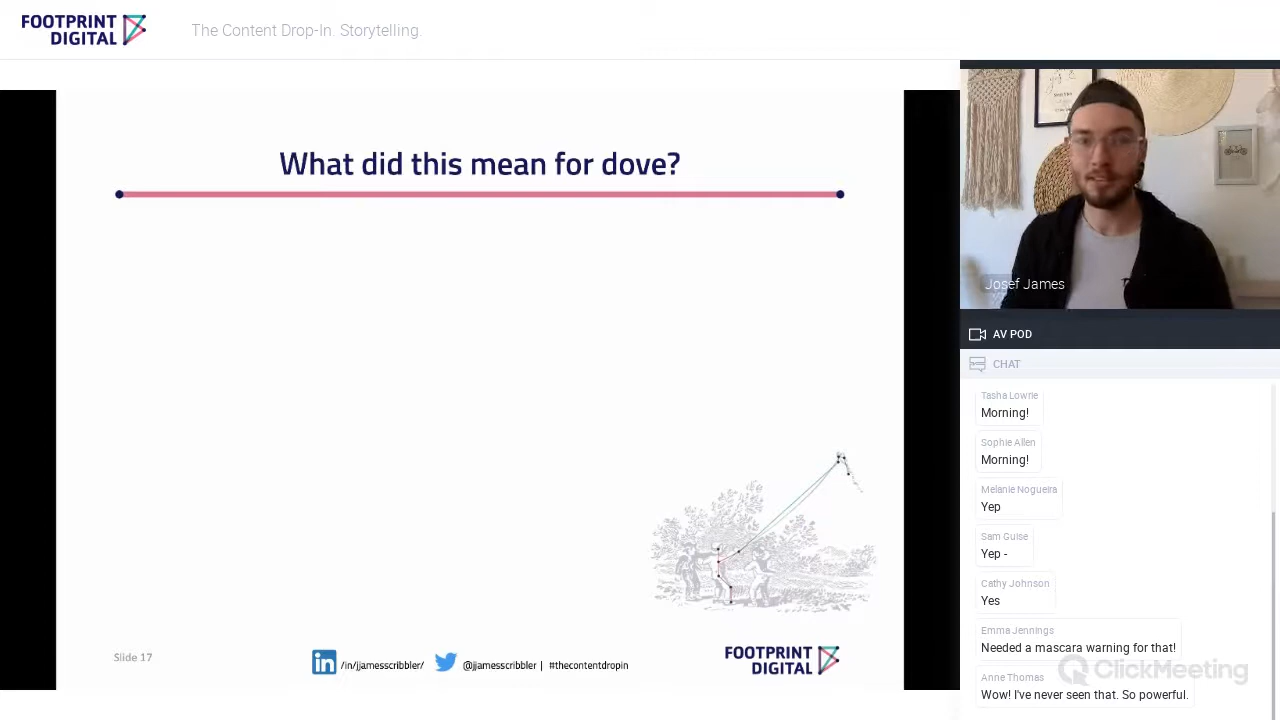 FOOTPRINT
DIGITAL
The Content Drop-In. Storytelling.
What did this mean for dove?
Slide 17
in
/in/jjamesscribbler/
@jjamesscribbler | #thecontentdropin
FOOTPRINT
DIGITAL
Josef James
AV POD
CHAT
Tasha Lowrie
Morning!
Sophie Allen
Morning!
Melanie Nogueira
Yep
Sam Guise
Yep -
Cathy Johnson
Yes
Emma Jennings
Needed a mascara warning for that!
Anne Thomas
Wow! I've never seen that. So powerful.
ClickMeeting